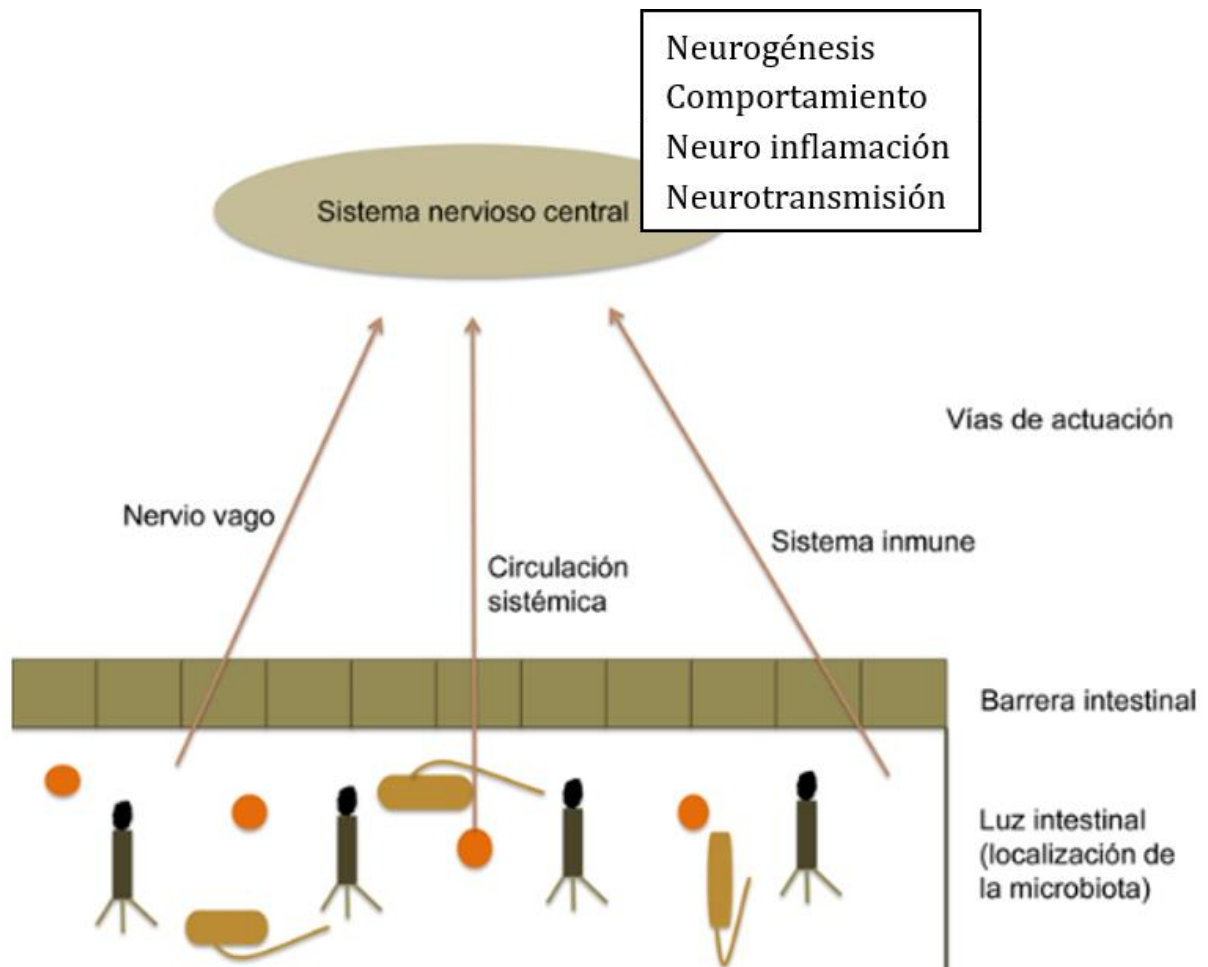 Neurogénesis
Comportamiento
Neuro inflamación
Neurotransmisión
Sistema nervioso central
Vías de actuación
Nervio vago
Circulación
sistémica
Sistema inmune
Barrera intestinal
Luz intestinal
(localización de
la microbiota)